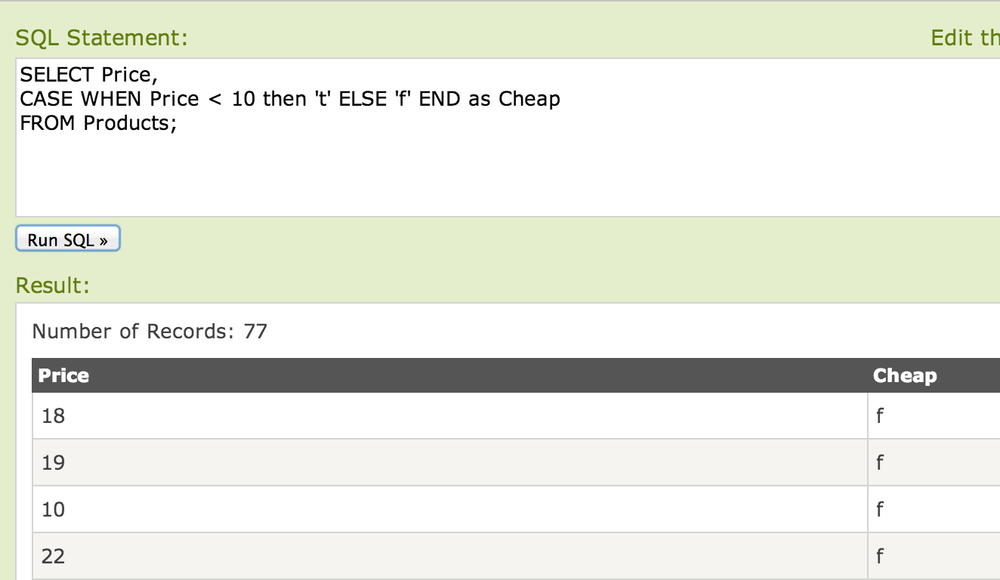 SQL Statement:
Edit th
SELECT Price,
CASE WHEN Price < 10 then 't' ELSE 'f' END as Cheap
FROM Products;
Run SQL »
Result:
Number of Records: 77
Price Cheap
18 f
19 f
10 f
22 f